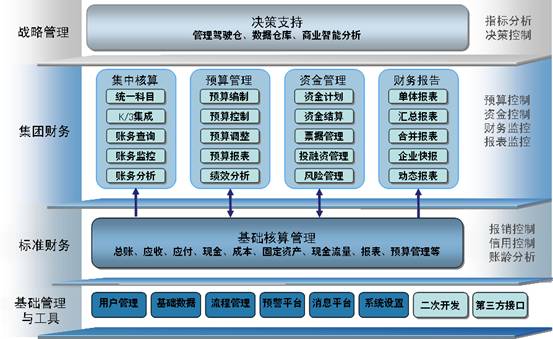 战略管理
决策支持
管理驾驶仓、数据仓库、商业智能分析
指标分析
决策控制
集团财务
集中核算
统一科目
K/3集成
账务查询
账务监控
账务分析
预算管理
预算编制
预算控制
预算调整
预算报表
绩效分析
资金管理
资金计划
资金结算
票据管理
投融资管理
风险管理
财务报告
单体报表
汇总报表
合并报表
企业快报
动态报表
预算控制
资金控制
财务监控
报表监控
标准财务
基础核算管理
总账、应收、应付、现金、成本、固定资产、现金流量、报表、预算管理等
报销控制
信用控制
账龄分析
基础管理
与工具
用户管理
基础数据
流程管理
预警平台
消息平台
系统设置
二次开发
第三方接口